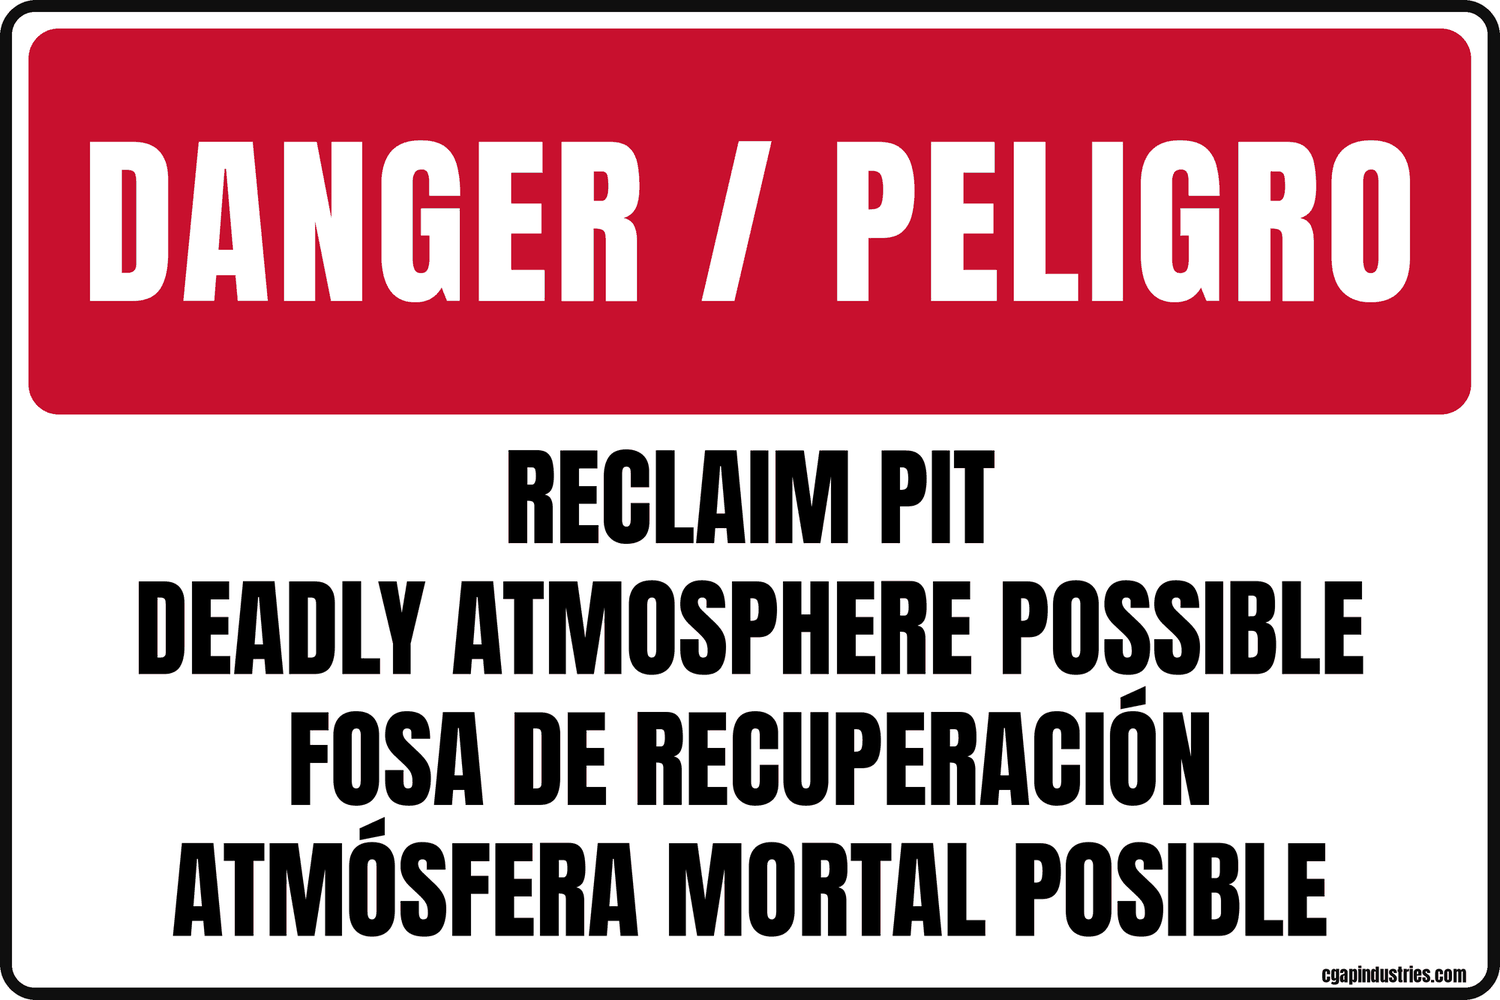 DANGER / PELIGRO
RECLAIM PIT
DEADLY ATMOSPHERE POSSIBLE
FOSA DE RECUPERACIÓN
ATMÓSFERA MORTAL POSIBLE
cgapindustries.com